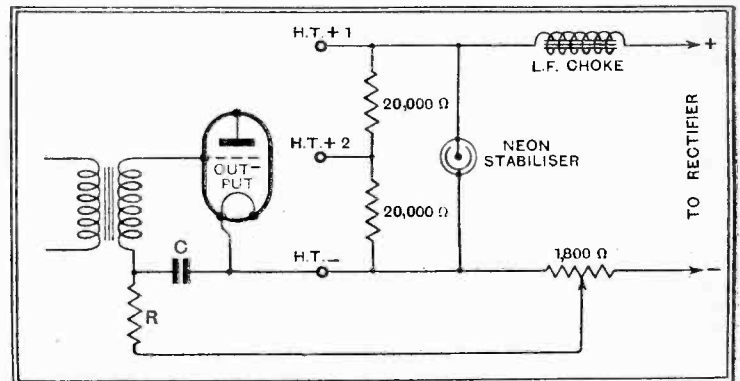 H.T.+ 1
L.F. CHOKE
+
20,000 Ω
H.T.+ 2
NEON
STABILISER
OUT-
PUT
20,000 Ω
TO RECTIFIER
C
H.T.–
1,800 Ω
–
R